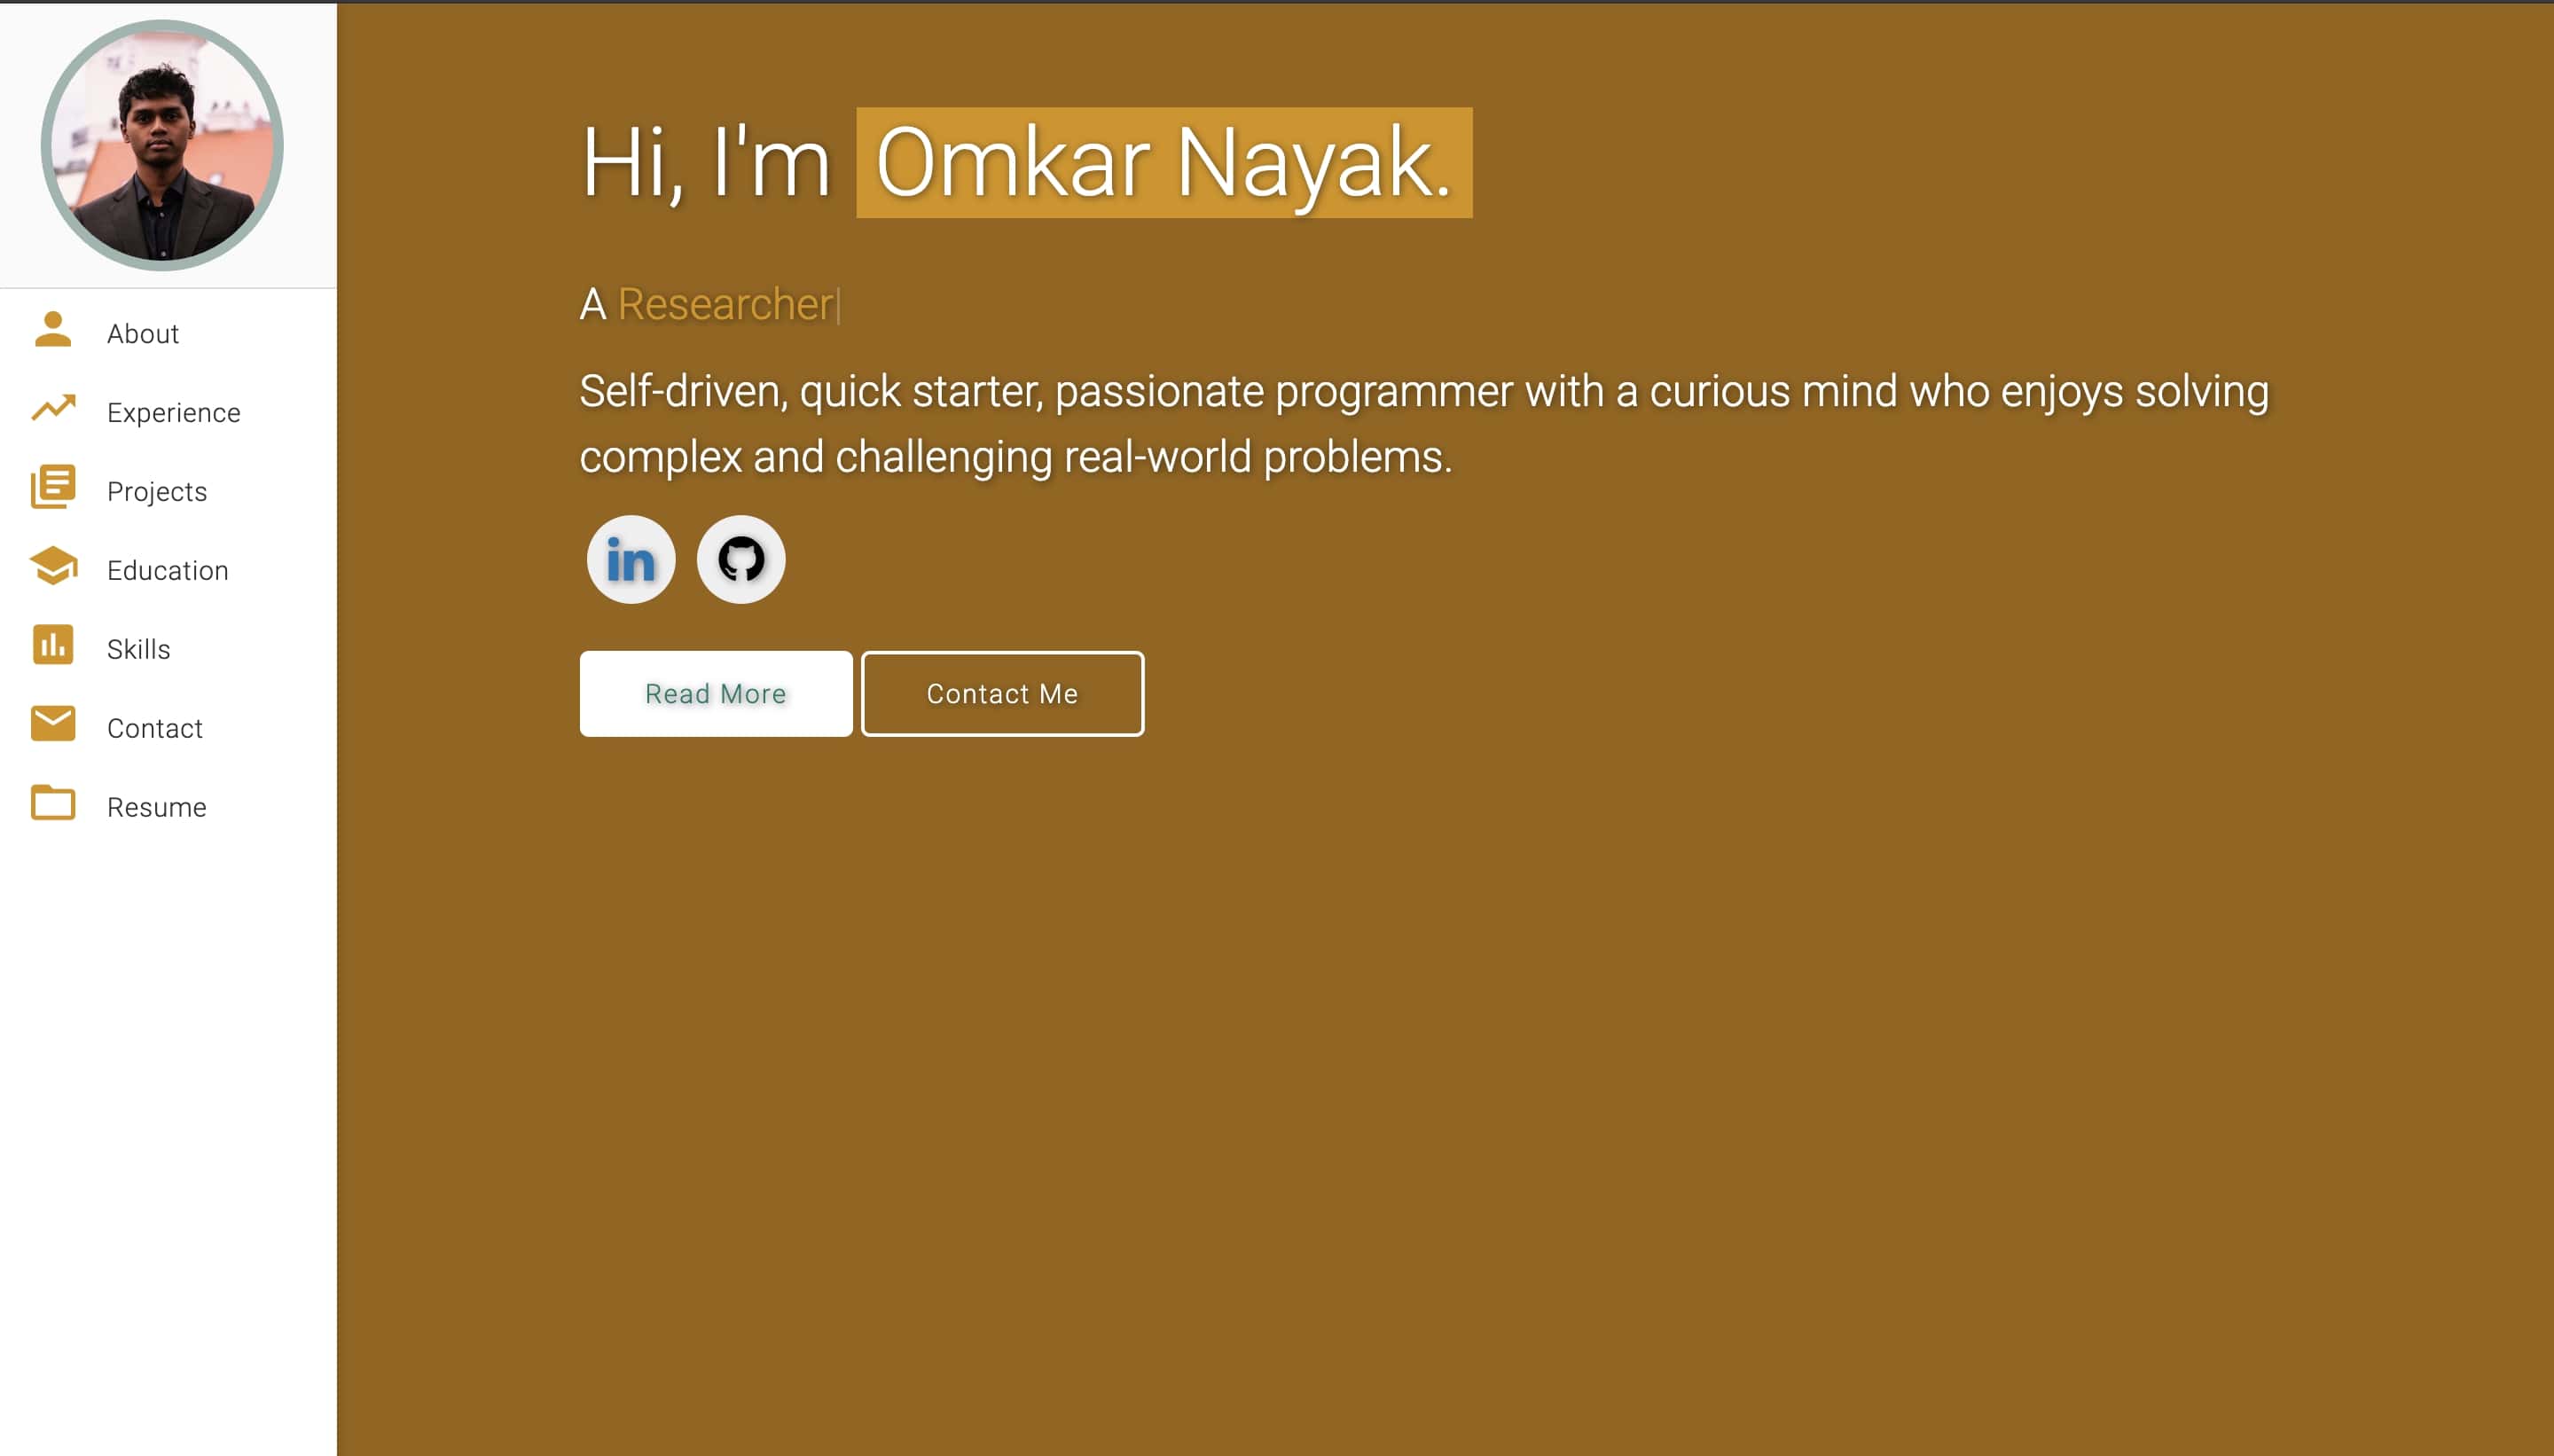 About
Experience
Projects
Education
Skills
Contact
Resume
Hi, I'm Omkar Nayak.
A Researcher
Self-driven, quick starter, passionate programmer with a curious mind who enjoys solving
complex and challenging real-world problems.
in
Read More
Contact Me